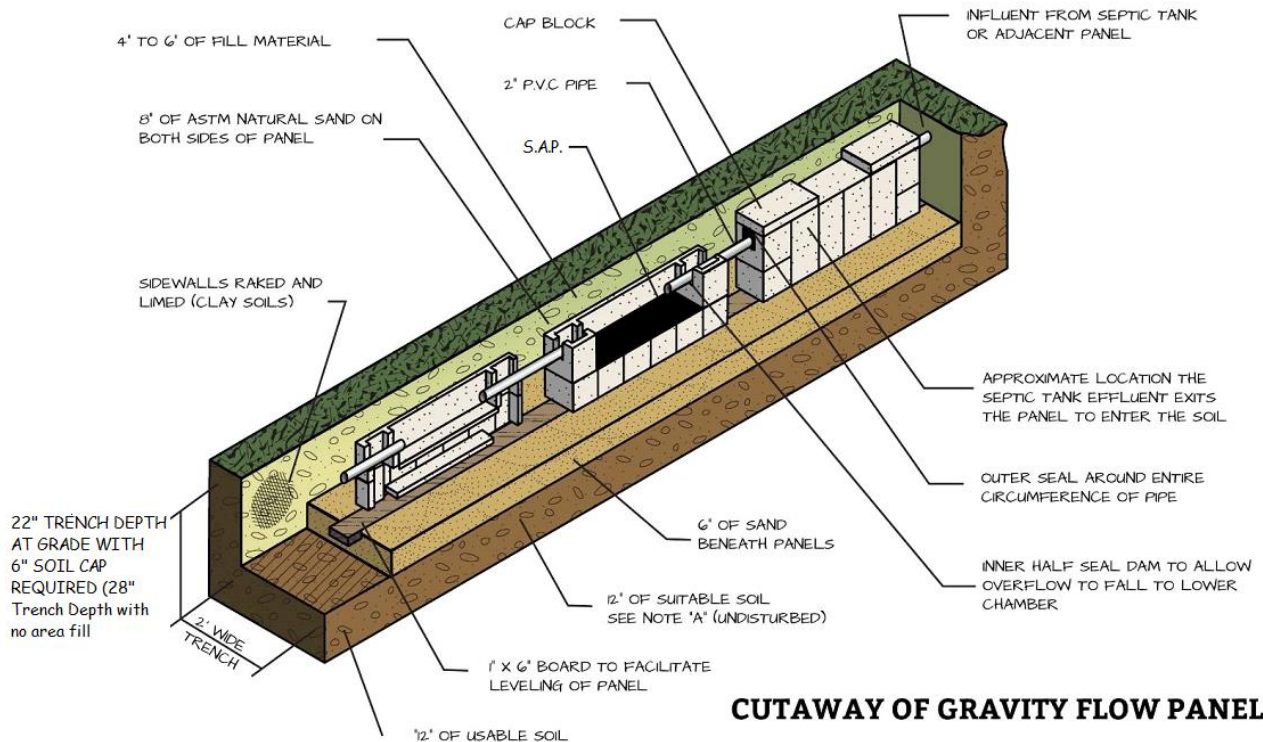 INFLUENT FROM SEPTIC TANK
OR ADJACENT PANEL
CAP BLOCK
4" TO 6" OF FILL MATERIAL
2" P.V.C PIPE
8" OF ASTM NATURAL SAND ON
BOTH SIDES OF PANEL
S.A.P.
SIDEWALLS RAKED AND
LIMED (CLAY SOILS)
APPROXIMATE LOCATION THE
SEPTIC TANK EFFLUENT EXITS
THE PANEL TO ENTER THE SOIL
OUTER SEAL AROUND ENTIRE
CIRCUMFERENCE OF PIPE
22" TRENCH DEPTH
AT GRADE WITH
6" SOIL CAP
REQUIRED (28"
Trench Depth with
no area fill
6" OF SAND
BENEATH PANELS
INNER HALF SEAL DAM TO ALLOW
OVERFLOW TO FALL TO LOWER
CHAMBER
12" OF SUITABLE SOIL
SEE NOTE "A" (UNDISTURBED)
2' WIDE
TRENCH
1" X 6" BOARD TO FACILITATE
LEVELING OF PANEL
CUTAWAY OF GRAVITY FLOW PANEL
"12" OF USABLE SOIL